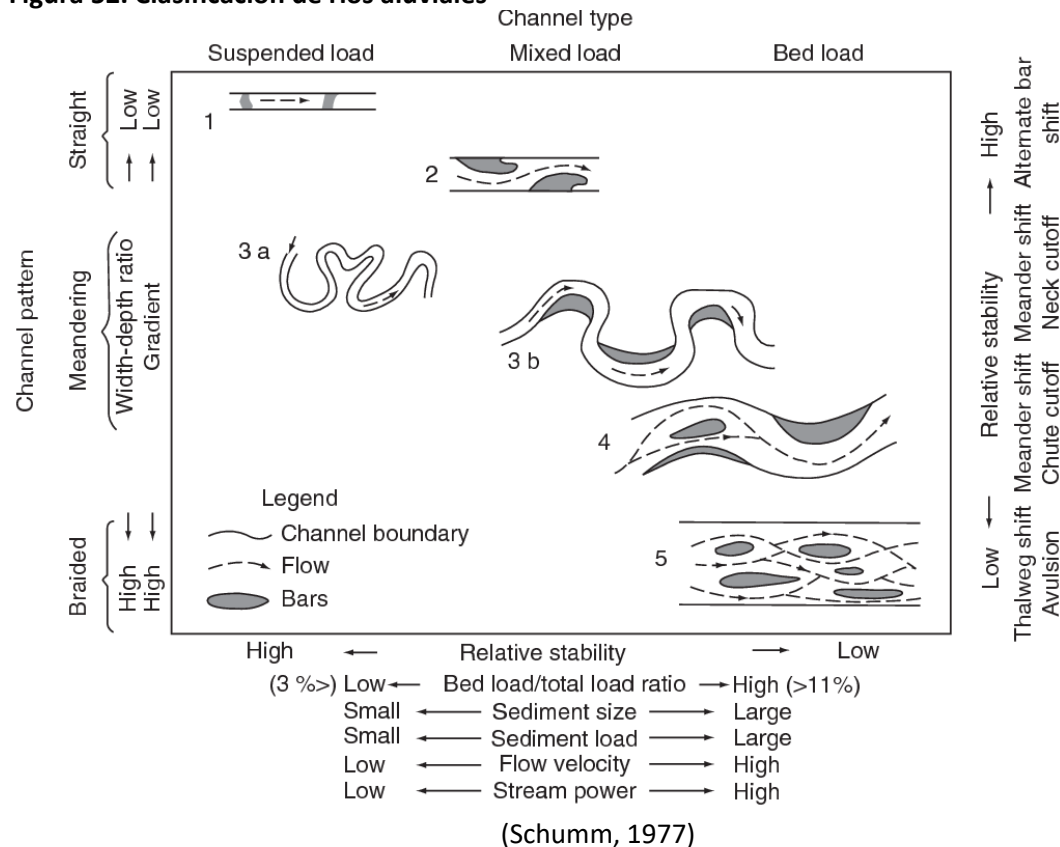 Figura Clasificación de ríos aluviales
Channel type
Suspended load Mixed load Bed load
Channel pattern
Straight
Meandering
Braided
Low
Low
Width-depth ratio
Gradient
High
High
1
2
3 a
3 b
4
5
Legend
Channel boundary
Flow
Bars
High
Relative stability
Low
Alternate bar shift
Meander shift Neck cutoff
Meander shift Chute cutoff
Thalweg shift Avulsion
High Relative stability Low
(3 %>) Low Bed load/total load ratio High (>11%)
Small Sediment size Large
Small Sediment load Large
Low Flow velocity High
Low Stream power High
(Schumm, 1977)